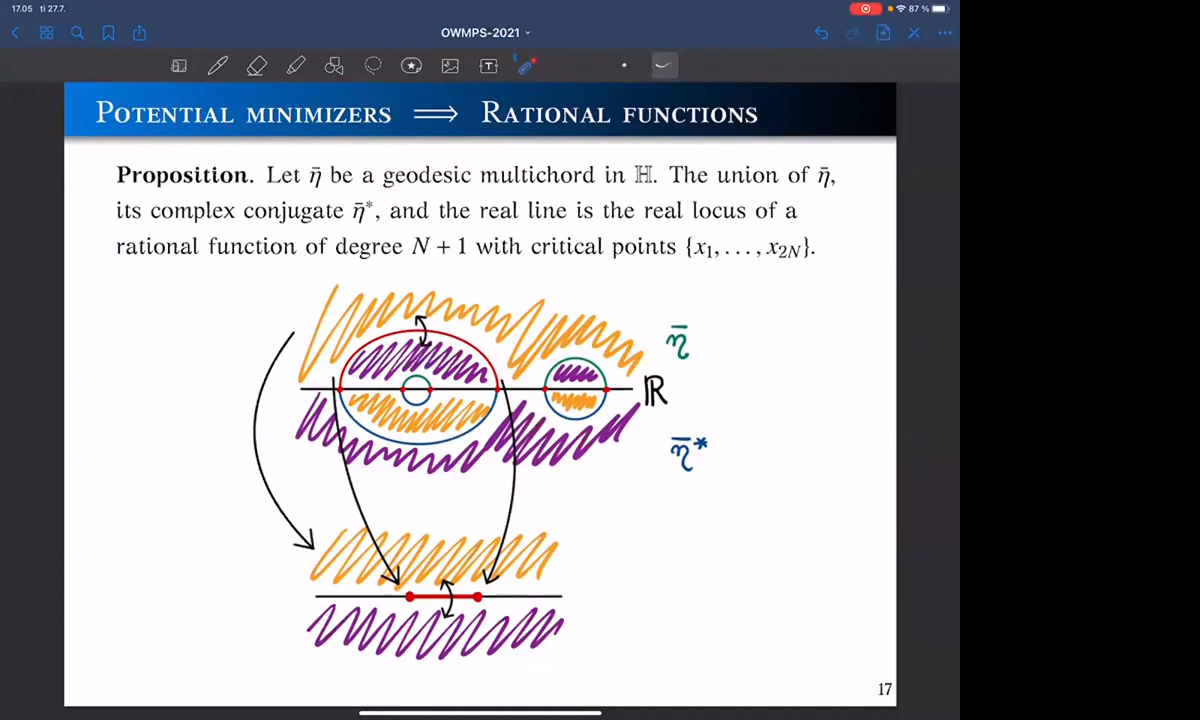 17.05 ti 27.7.
87 %
OWMPS-2021
T
POTENTIAL MINIMIZERS ⟹ RATIONAL FUNCTIONS
Proposition. Let η̄ be a geodesic multichord in ℍ. The union of η̄,
its complex conjugate η̄*, and the real line is the real locus of a
rational function of degree N + 1 with critical points {x₁, . . . , x₂N}.
η̄
ℝ
η̄*
17